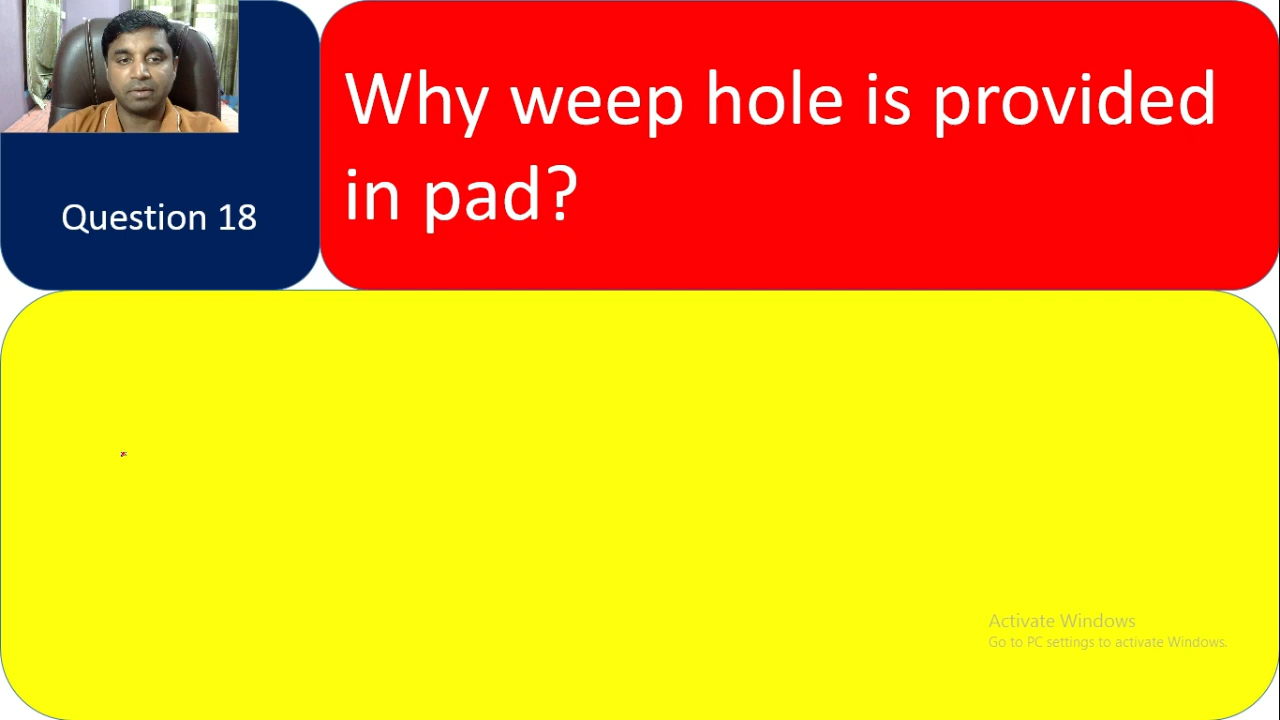 Question 18
Why weep hole is provided
in pad?
Activate Windows
Go to PC settings to activate Windows.